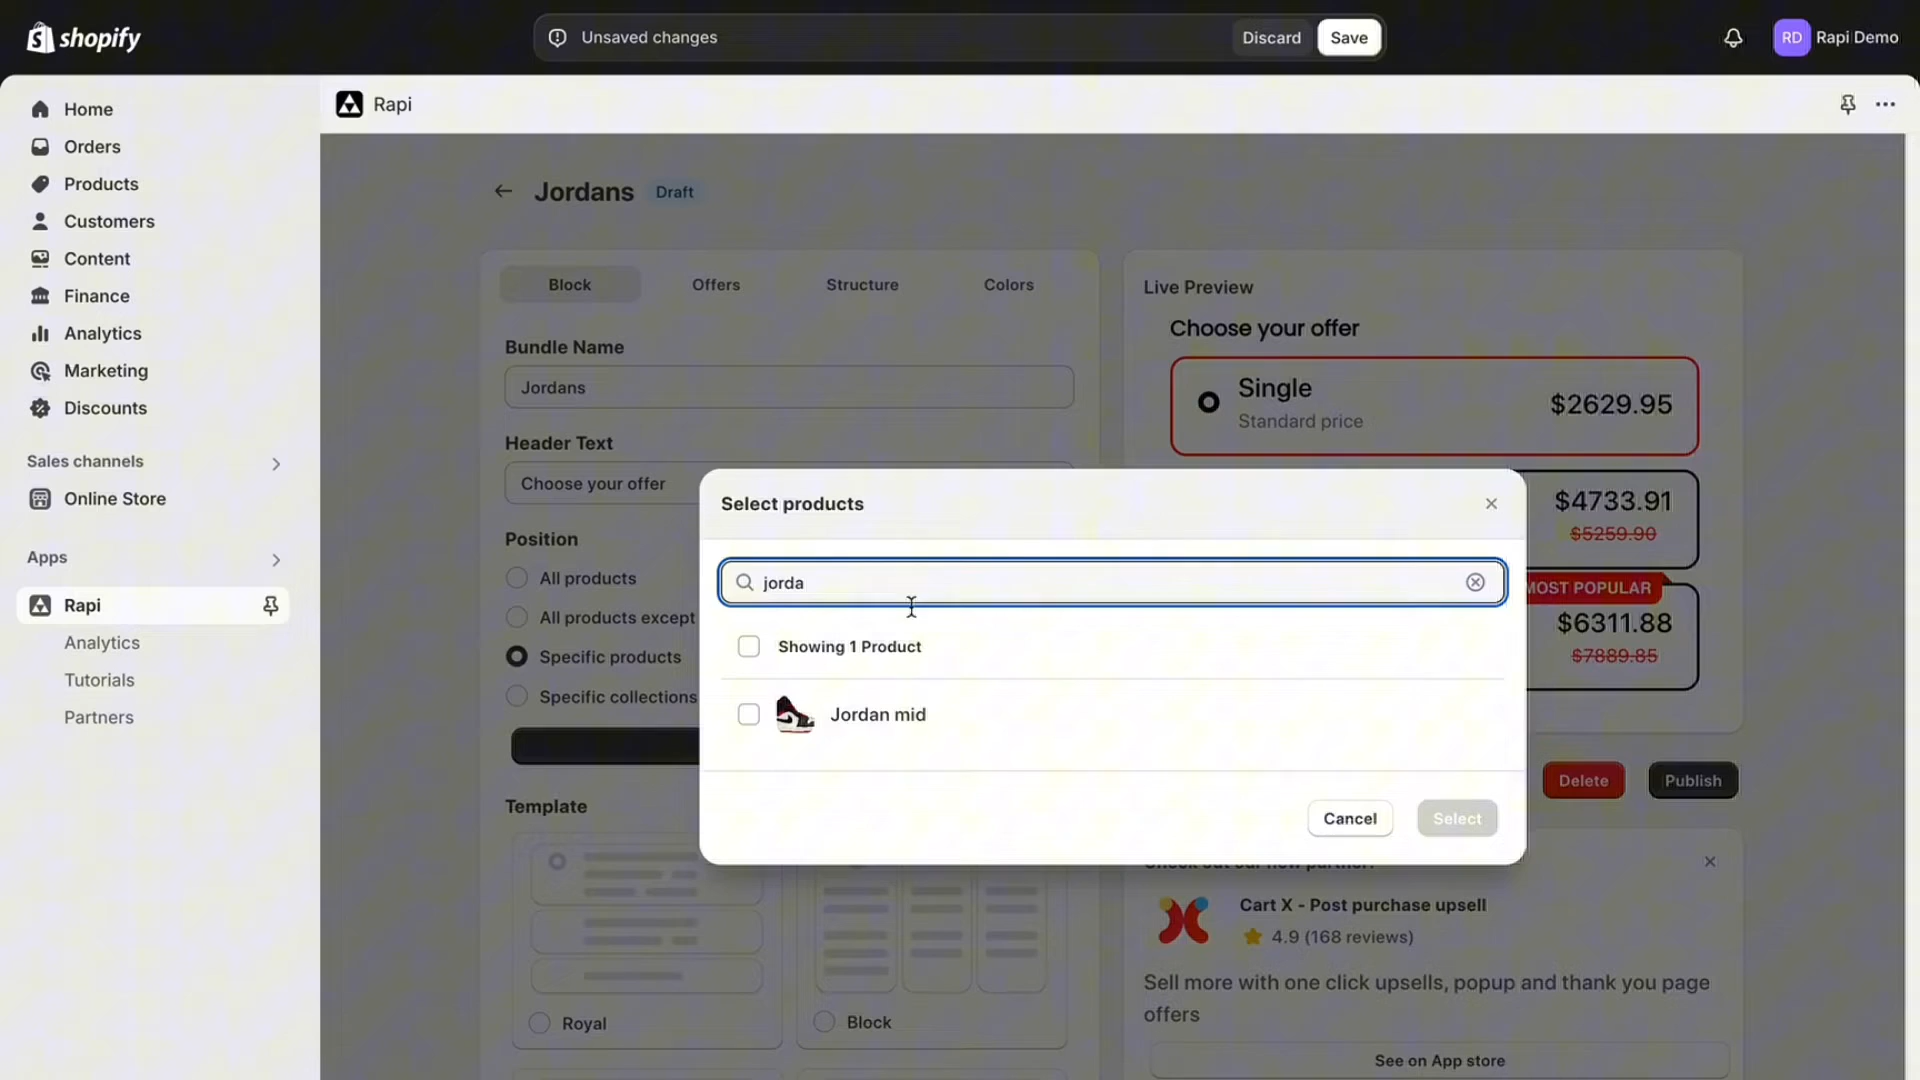 shopify
Unsaved changes
Discard
Save
RD
Rapi Demo
Home
Orders
Products
Customers
Content
Finance
Analytics
Marketing
Discounts
Sales channels
Online Store
Apps
Rapi
Analytics
Tutorials
Partners
Rapi
Jordans
Draft
Block
Offers
Structure
Colors
Bundle Name
Jordans
Header Text
Choose your offer
Position
All products
All products except
Specific products
Specific collections
Template
Royal
Block
Select products
jorda
Showing 1 Product
Jordan mid
Cancel
Select
Live Preview
Choose your offer
Single
$2629.95
Standard price
$4733.91
$5259.90
MOST POPULAR
$6311.88
$7889.85
Delete
Publish
Check out our new partner!
Cart X - Post purchase upsell
4.9 (168 reviews)
Sell more with one click upsells, popup and thank you page
offers
See on App store